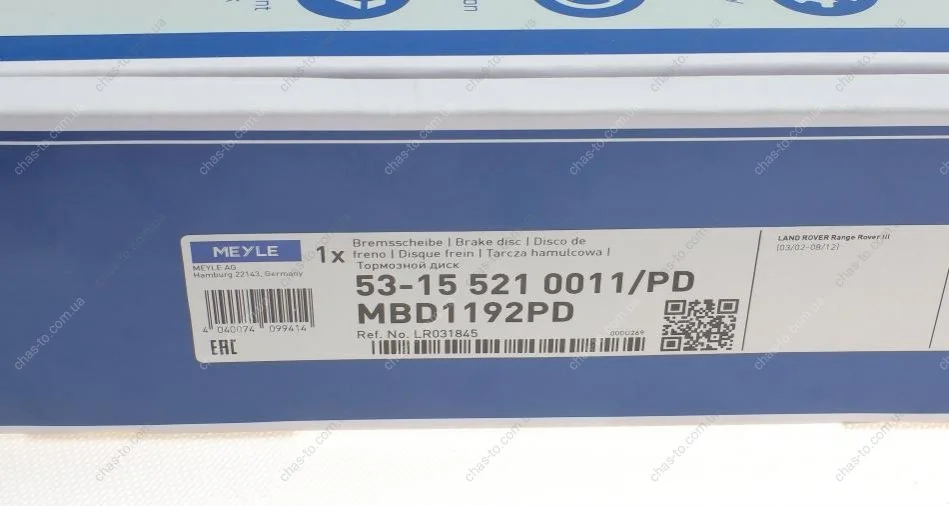 MEYLE
MEYLE AG
Hamburg 22143, Germany
4 040074 099414
EAC
1x
Bremsscheibe | Brake disc | Disco de
freno | Disque frein | Tarcza hamulcowa |
Тормозной диск
53-15 521 0011/PD
MBD1192PD
Ref. No. LR031845
LAND ROVER Range Rover III
(03/02-08/12)
chas-to.com.ua